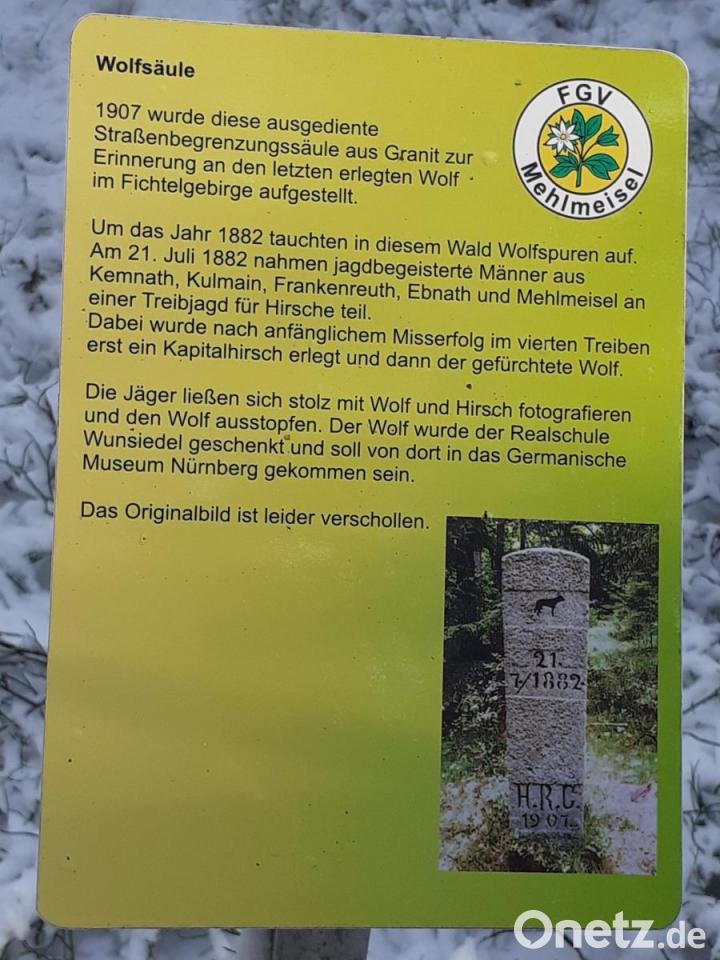 Wolfsäule
FGV
Mehlmeisel
1907 wurde diese ausgediente
Straßenbegrenzungssäule aus Granit zur
Erinnerung an den letzten erlegten Wolf
im Fichtelgebirge aufgestellt.
Um das Jahr 1882 tauchten in diesem Wald Wolfspuren auf.
Am 21. Juli 1882 nahmen jagdbegeisterte Männer aus
Kemnath, Kulmain, Frankenreuth, Ebnath und Mehlmeisel an
einer Treibjagd für Hirsche teil.
Dabei wurde nach anfänglichem Misserfolg im vierten Treiben
erst ein Kapitalhirsch erlegt und dann der gefürchtete Wolf.
Die Jäger ließen sich stolz mit Wolf und Hirsch fotografieren
und den Wolf ausstopfen. Der Wolf wurde der Realschule
Wunsiedel geschenkt und soll von dort in das Germanische
Museum Nürnberg gekommen sein.
Das Originalbild ist leider verschollen.
21.
7/1882.
H.R.C.
1907.
Onetz.de